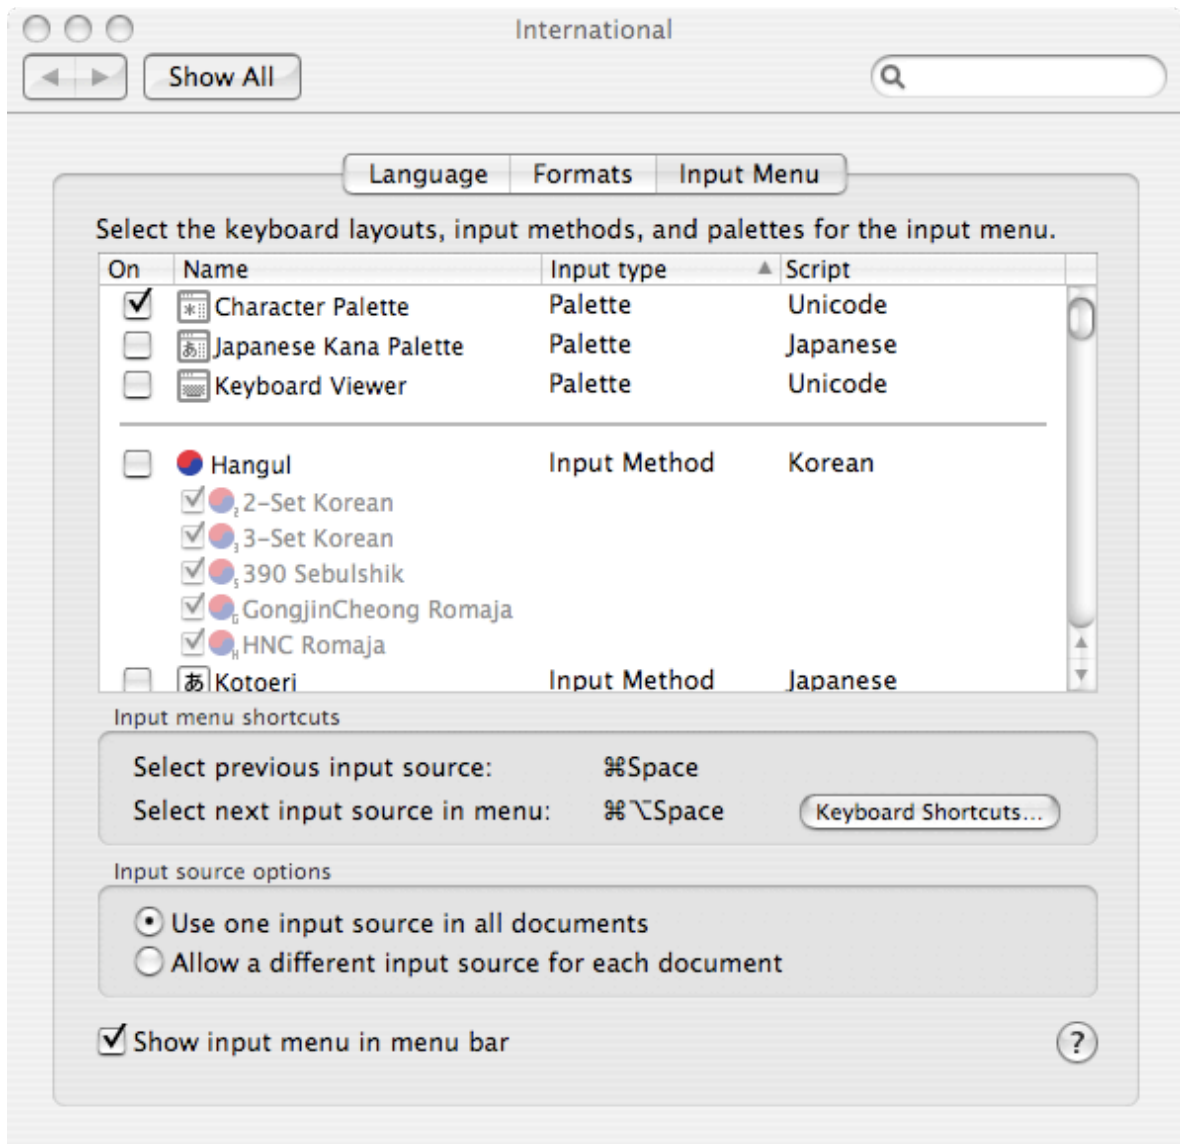 International
Show All
Language Formats Input Menu
Select the keyboard layouts, input methods, and palettes for the input menu.
On Name Input type Script
Character Palette Palette Unicode
あ Japanese Kana Palette Palette Japanese
Keyboard Viewer Palette Unicode
Hangul Input Method Korean
2 2-Set Korean
3 3-Set Korean
5 390 Sebulshik
G GongjinCheong Romaja
H HNC Romaja
あ Kotoeri Input Method Japanese
Input menu shortcuts
Select previous input source: ⌘Space
Select next input source in menu: ⌘⌥Space Keyboard Shortcuts...
Input source options
Use one input source in all documents
Allow a different input source for each document
Show input menu in menu bar ?